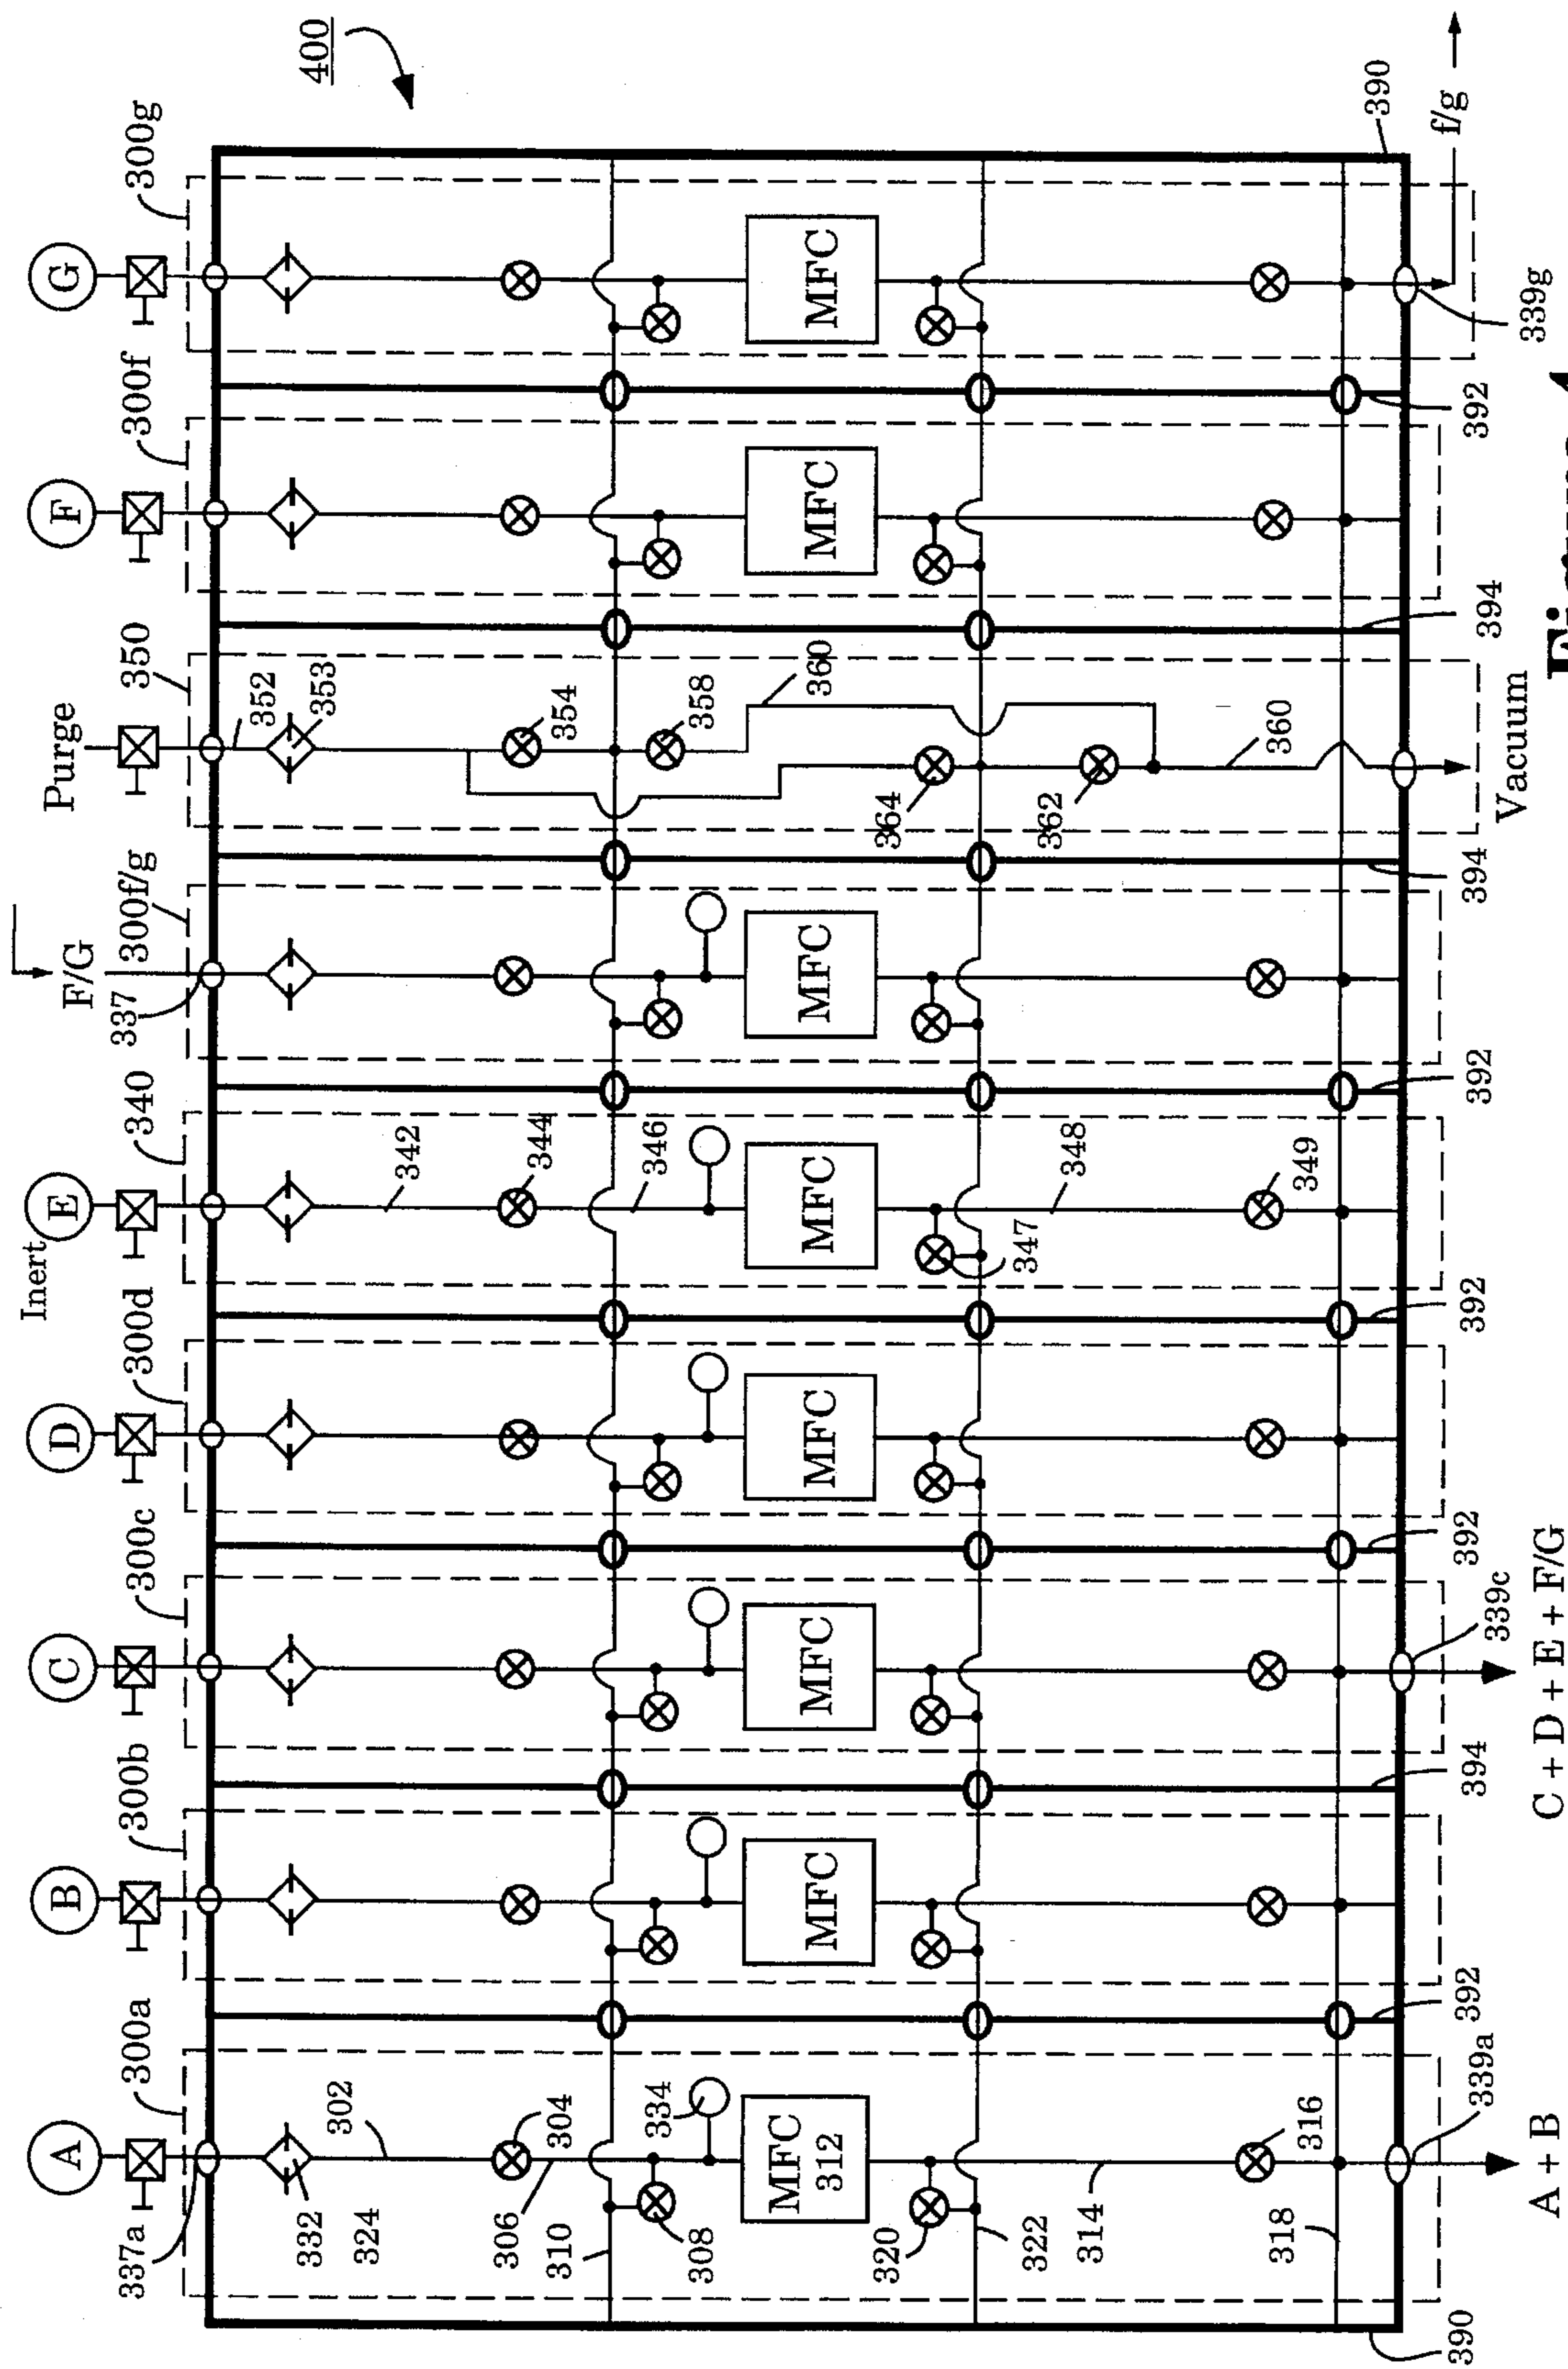 400
A
B
C
D
Inert
E
F/G
Purge
F
G
337a
300a
300b
300c
300d
340
337
300f/g
350
300f
300g
332
324
302
304
306
310
308
334
MFC
312
320
322
314
316
318
MFC
MFC
MFC
342
344
346
MFC
347
348
349
MFC
352
353
354
358
360
364
362
360
MFC
MFC
390
339a
392
394
339c
392
392
392
394
394
392
339g
390
A + B
C + D + E + F/G
Vacuum
f/g